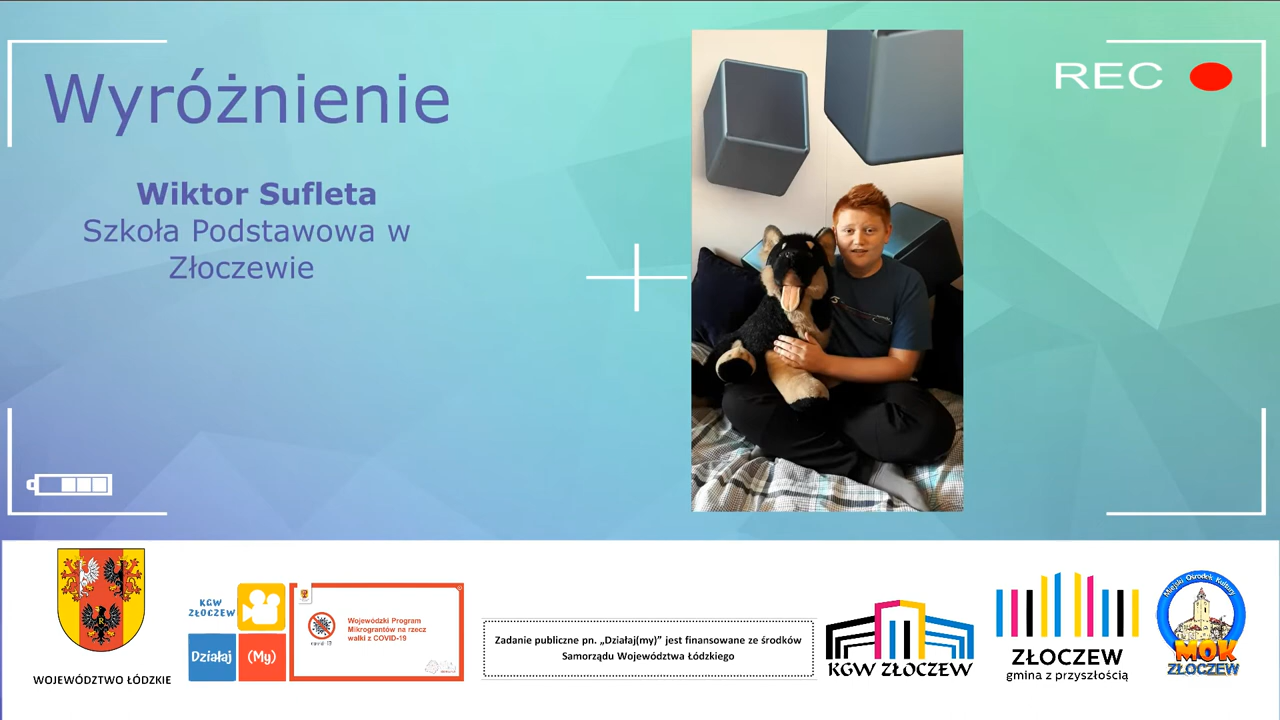 Wyróżnienie
REC
Wiktor Sufleta
Szkoła Podstawowa w
Złoczewie
WOJEWÓDZTWO ŁÓDZKIE
KGW
ZŁOCZEW
Działaj
(My)
Wojewódzki Program
Mikrograntów na rzecz
walki z COVID-19
Zadanie publiczne pn. „Działaj(my)” jest finansowane ze środków
Samorządu Województwa Łódzkiego
KGW ZŁOCZEW
ZŁOCZEW
gmina z przyszłością
Miejski Ośrodek Kultury
MOK
ZŁOCZEW